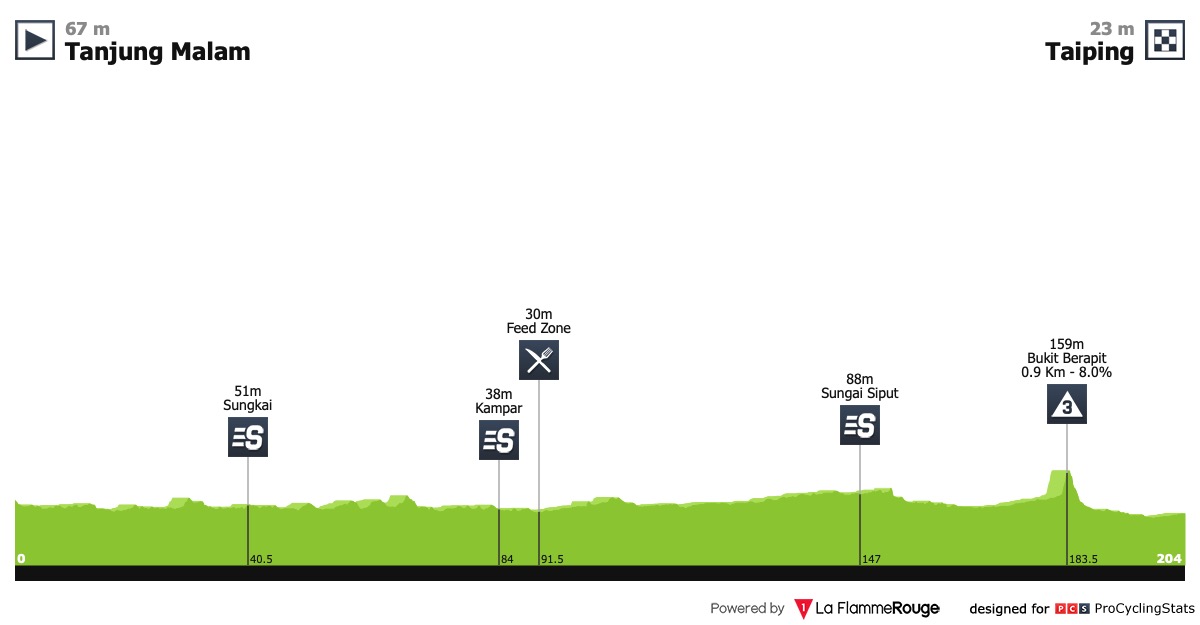 67 m
Tanjung Malam
23 m
Taiping
30m
Feed Zone
159m
Bukit Berapit
0.9 Km - 8.0%
51m
Sungkai
38m
Kampar
88m
Sungai Siput
S
S
S
3
0
40.5
84
91.5
147
183.5
204
Powered by 1 La FlammeRouge designed for PCS ProCyclingStats